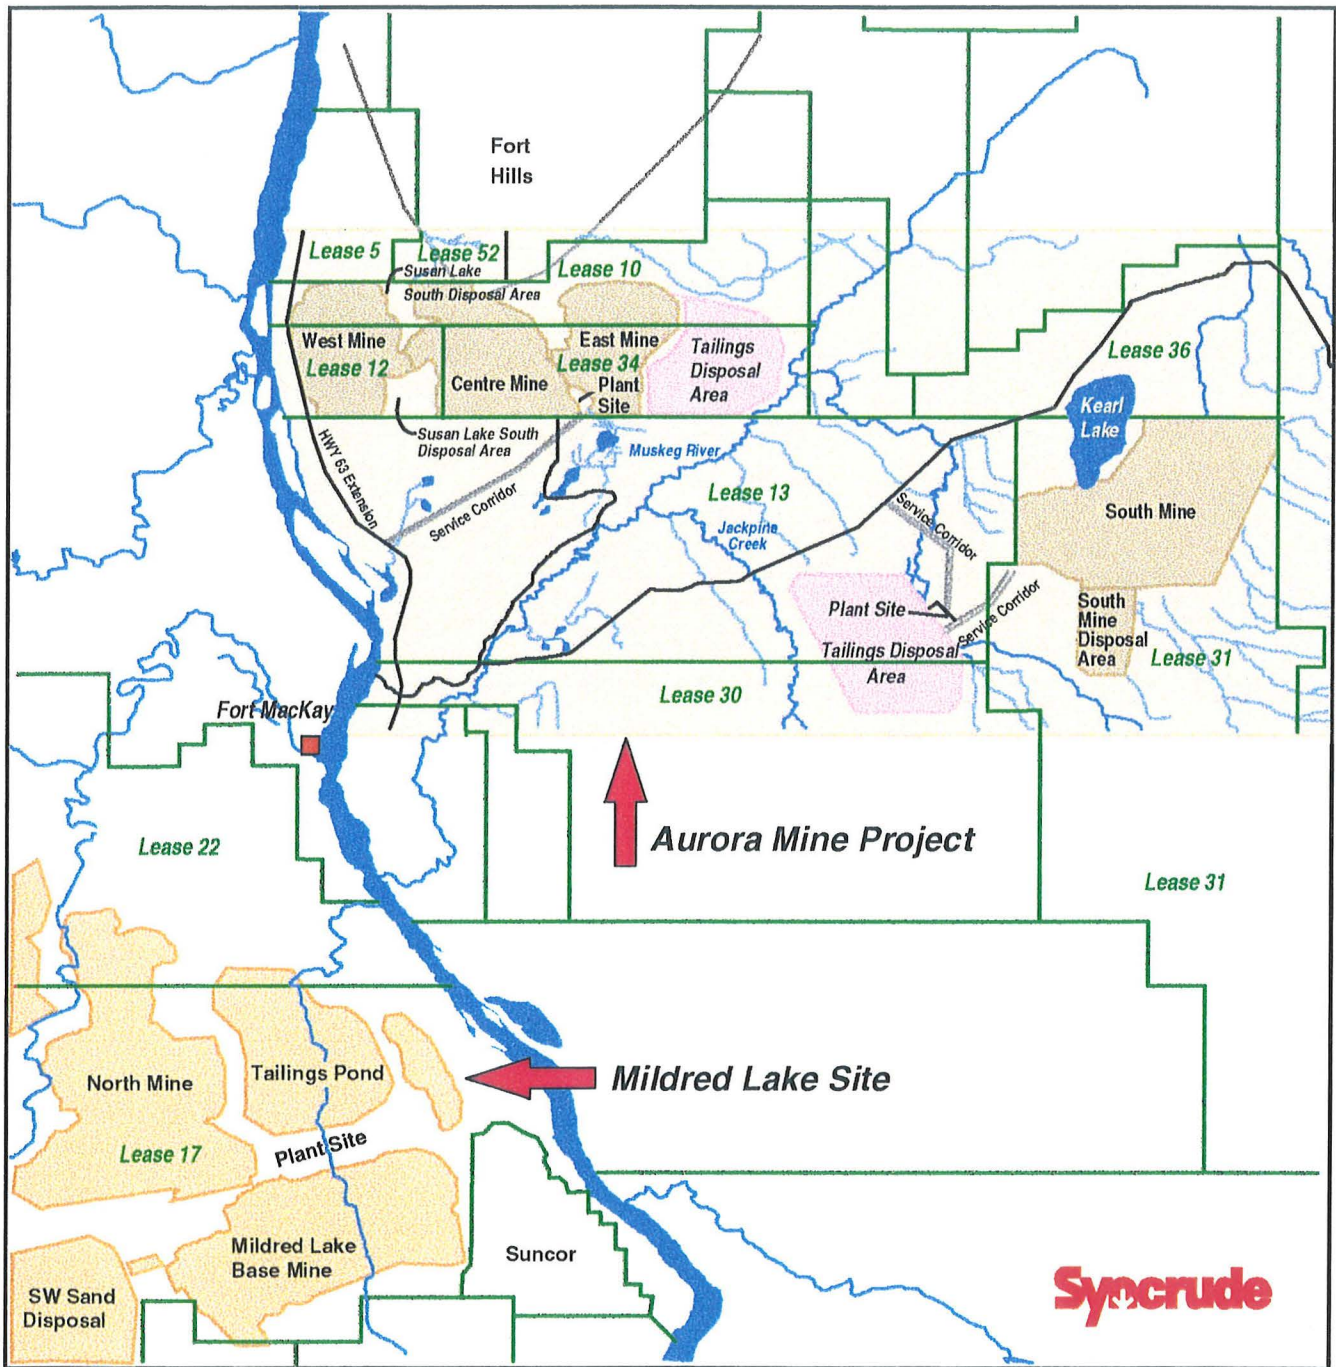 Fort
Hills
Lease 5
Lease 52
Susan Lake
South Disposal Area
Lease 10
West Mine
Lease 12
Centre Mine
East Mine
Lease 34
Plant
Site
Tailings
Disposal
Area
Lease 36
Kearl
Lake
HWY 63 Extension
Susan Lake South
Disposal Area
Service Corridor
Muskeg River
Lease 13
Jackpine
Creek
Service Corridor
South Mine
Plant Site
Service Corridor
Tailings Disposal
Area
South
Mine
Disposal
Area
Lease 31
Lease 30
Fort MacKay
Aurora Mine Project
Lease 22
Lease 31
Mildred Lake Site
North Mine
Tailings Pond
Lease 17
Plant Site
Mildred Lake
Base Mine
Suncor
SW Sand
Disposal
Syncrude